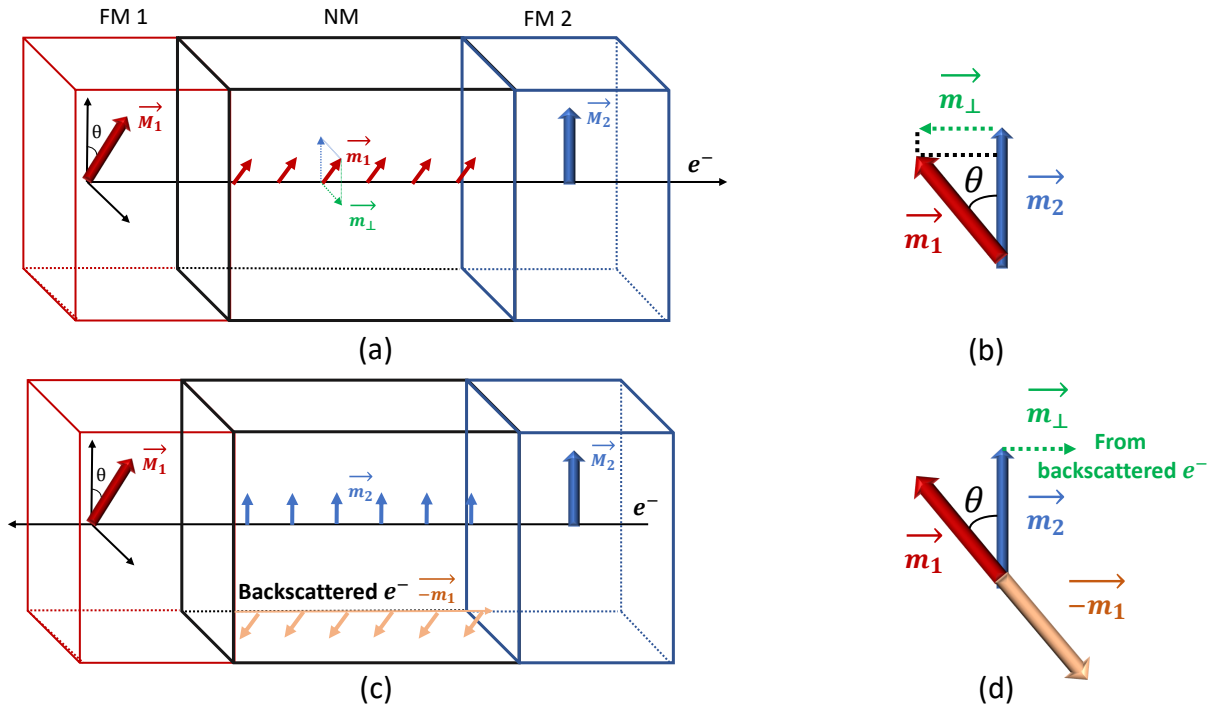 FM 1 NM FM 2
θ M₁ M₂
m₁ e⁻
m⊥
(a)
m⊥
θ
m₁ m₂
(b)
θ M₁ m₂ M₂
e⁻
Backscattered e⁻ -m₁
(c)
m⊥
From
backscattered e⁻
θ m₂
m₁
-m₁
(d)